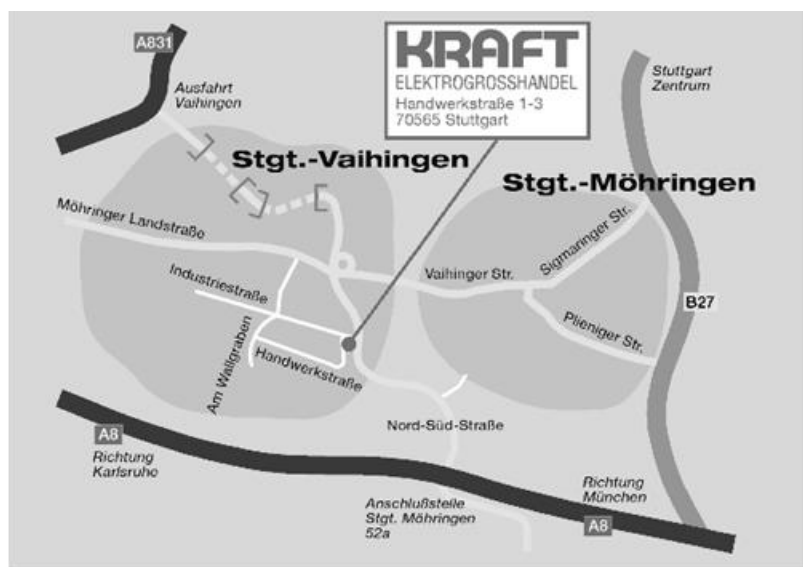 A831
Ausfahrt
Vaihingen
KRAFT
ELEKTROGROSSHANDEL
Handwerkstraße 1-3
70565 Stuttgart
Stuttgart
Zentrum
Stgt.-Vaihingen
Stgt.-Möhringen
Möhringer Landstraße
Sigmaringer Str.
Vaihinger Str.
Industriestraße
B27
Plieniger Str.
Am Wallgraben
Handwerkstraße
Nord-Süd-Straße
A8
Richtung
Karlsruhe
Richtung
München
Anschlußstelle
Stgt. Möhringen
52a
A8